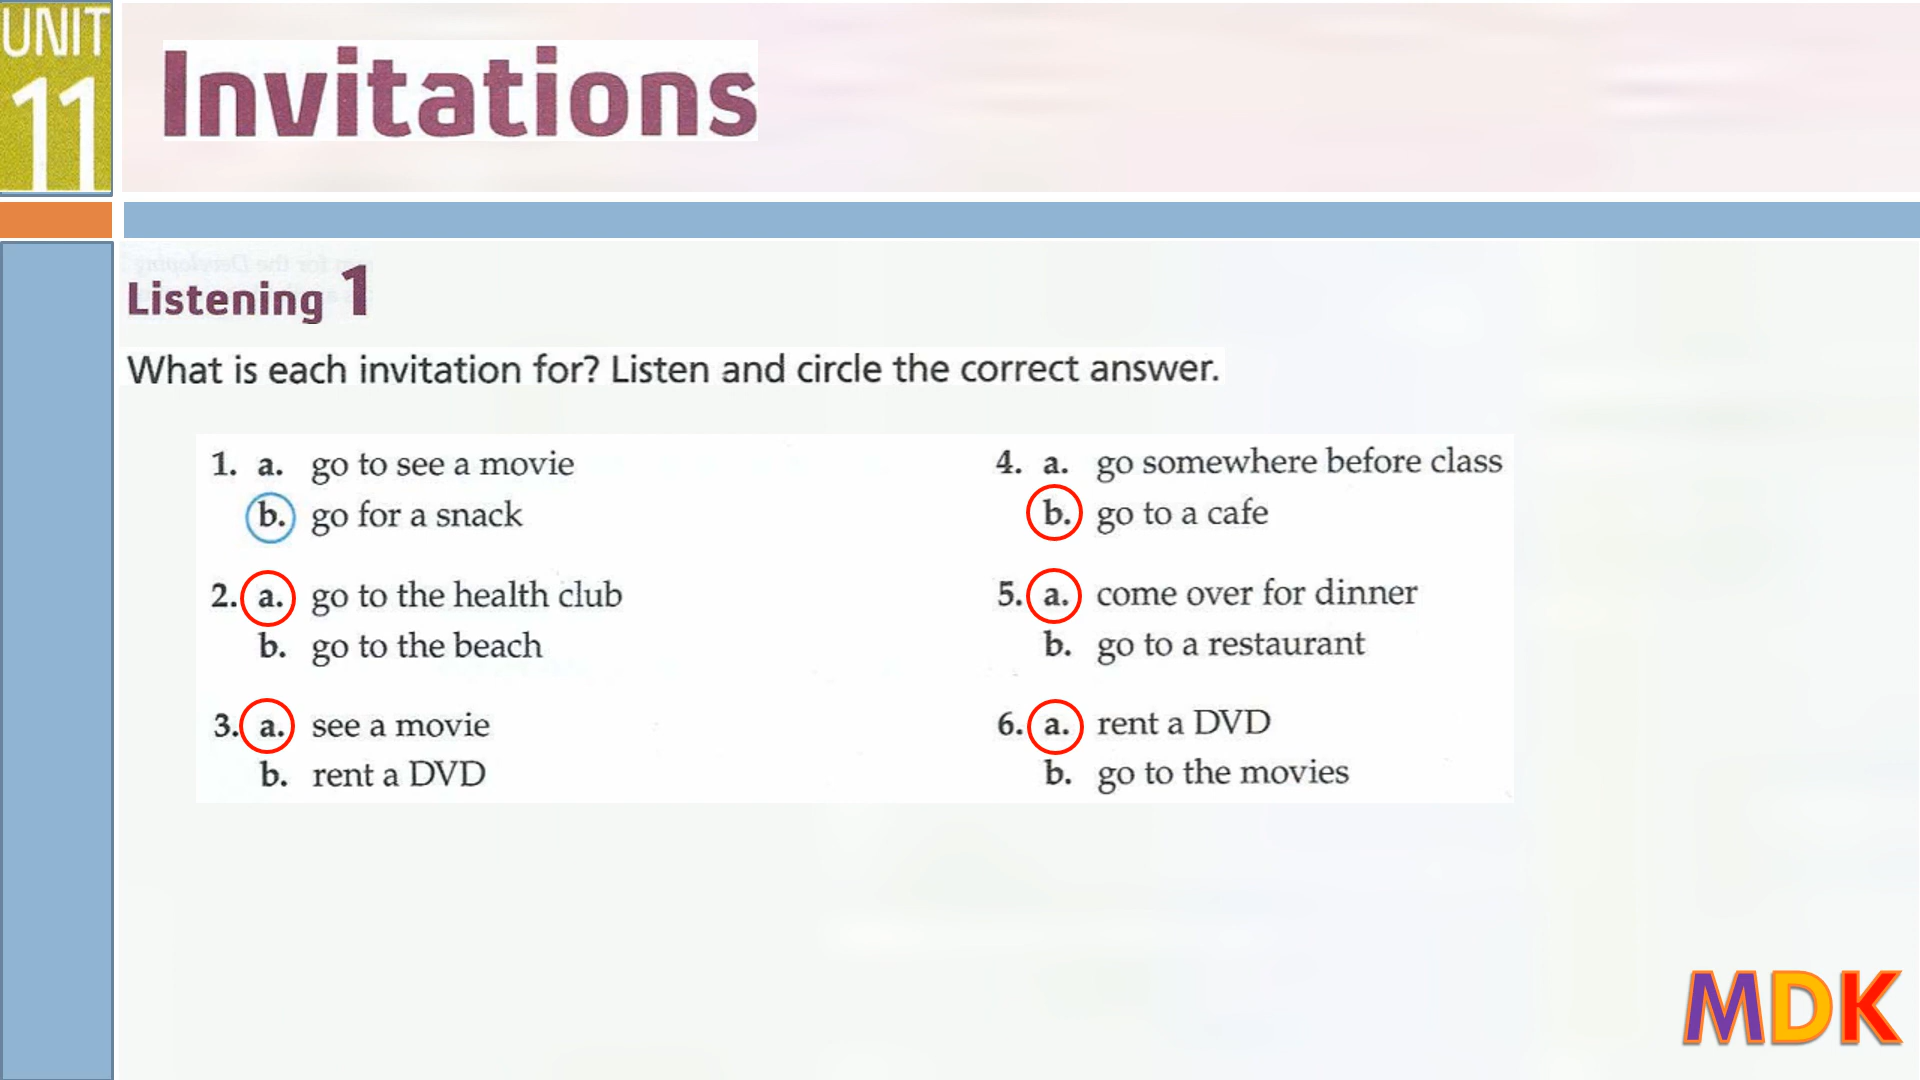 UNIT
11
Invitations
Listening 1
What is each invitation for? Listen and circle the correct answer.
1. a. go to see a movie
b. go for a snack
2. a. go to the health club
b. go to the beach
3. a. see a movie
b. rent a DVD
4. a. go somewhere before class
b. go to a cafe
5. a. come over for dinner
b. go to a restaurant
6. a. rent a DVD
b. go to the movies
MDK